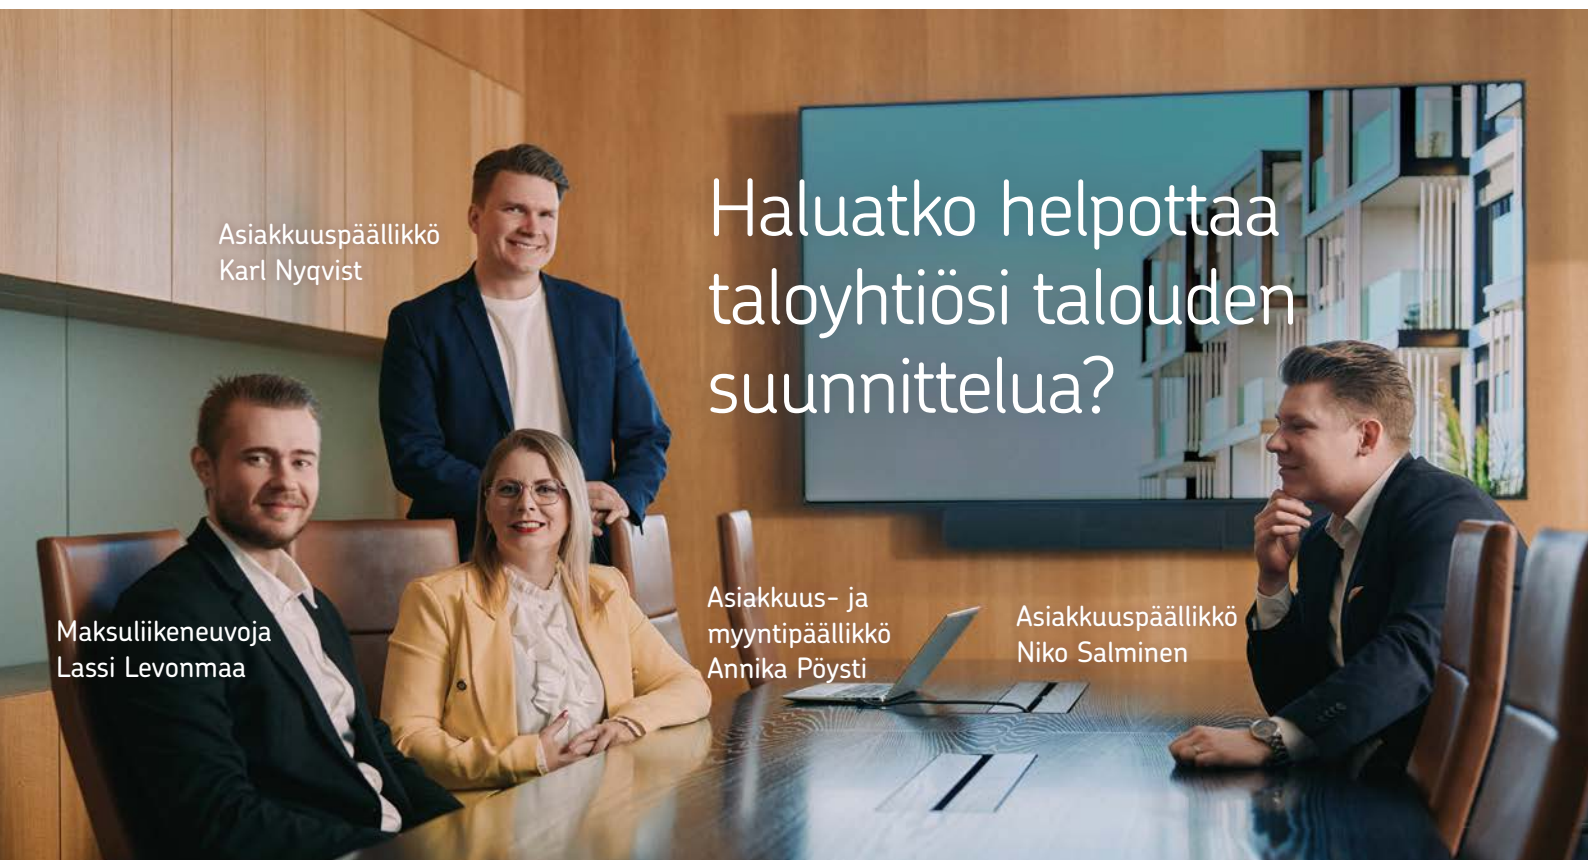 Haluatko helpottaa
taloyhtiösi talouden
suunnittelua?
Asiakkuuspäällikkö
Karl Nyqvist
Maksuliikeneuvoja
Lassi Levonmaa
Asiakkuus- ja
myyntipäällikkö
Annika Pöysti
Asiakkuuspäällikkö
Niko Salminen